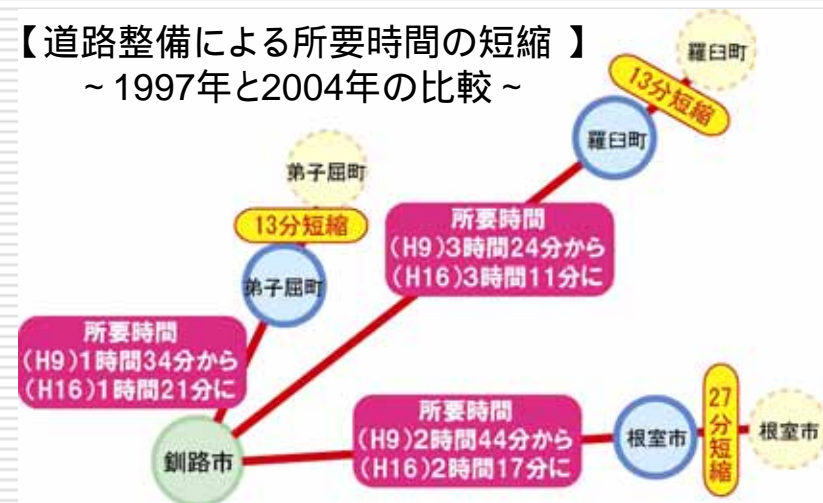 【道路整備による所要時間の短縮 】
~ 1997年と2004年の比較 ~
羅臼町
13分短縮
羅臼町
弟子屈町
13分短縮
弟子屈町
所要時間
(H9)3時間24分から
(H16)3時間11分に
所要時間
(H9)1時間34分から
(H16)1時間21分に
所要時間
(H9)2時間44分から
(H16)2時間17分に
釧路市
根室市
27分短縮
根室市